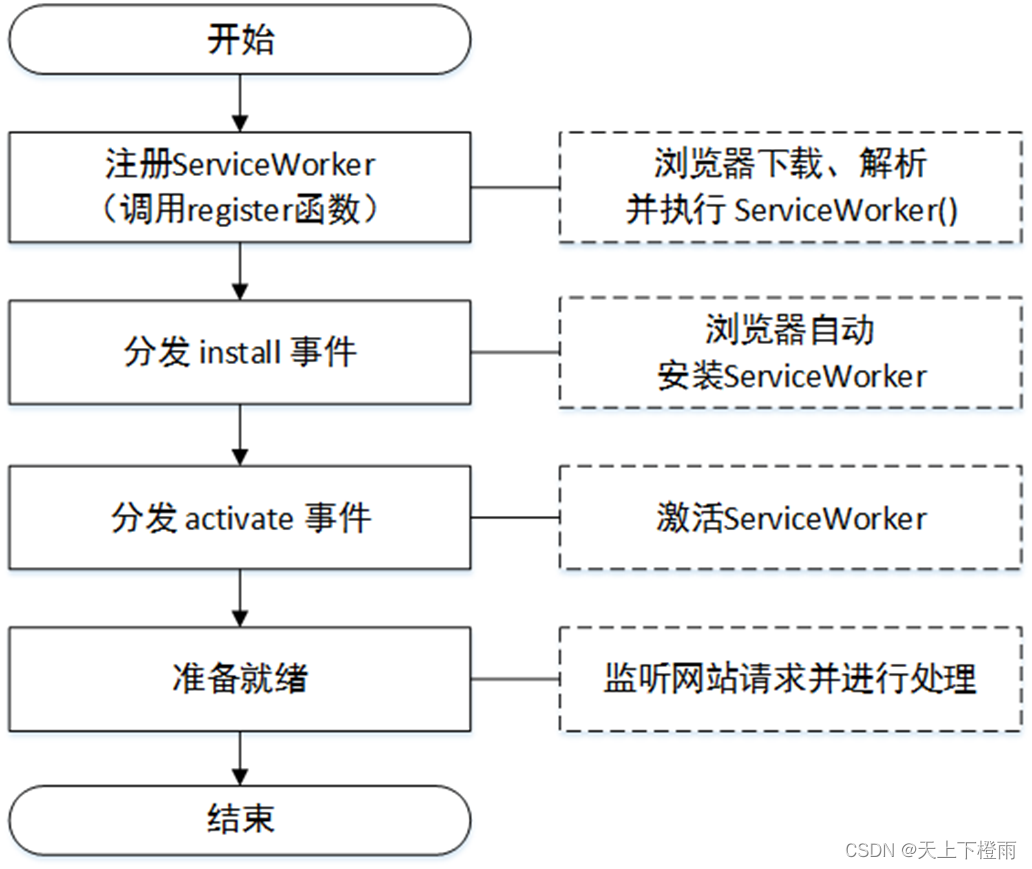 开始
注册ServiceWorker
（调用register函数）
浏览器下载、解析
并执行 ServiceWorker()
分发 install 事件
浏览器自动
安装ServiceWorker
分发 activate 事件
激活ServiceWorker
准备就绪
监听网站请求并进行处理
结束
CSDN @天上下橙雨